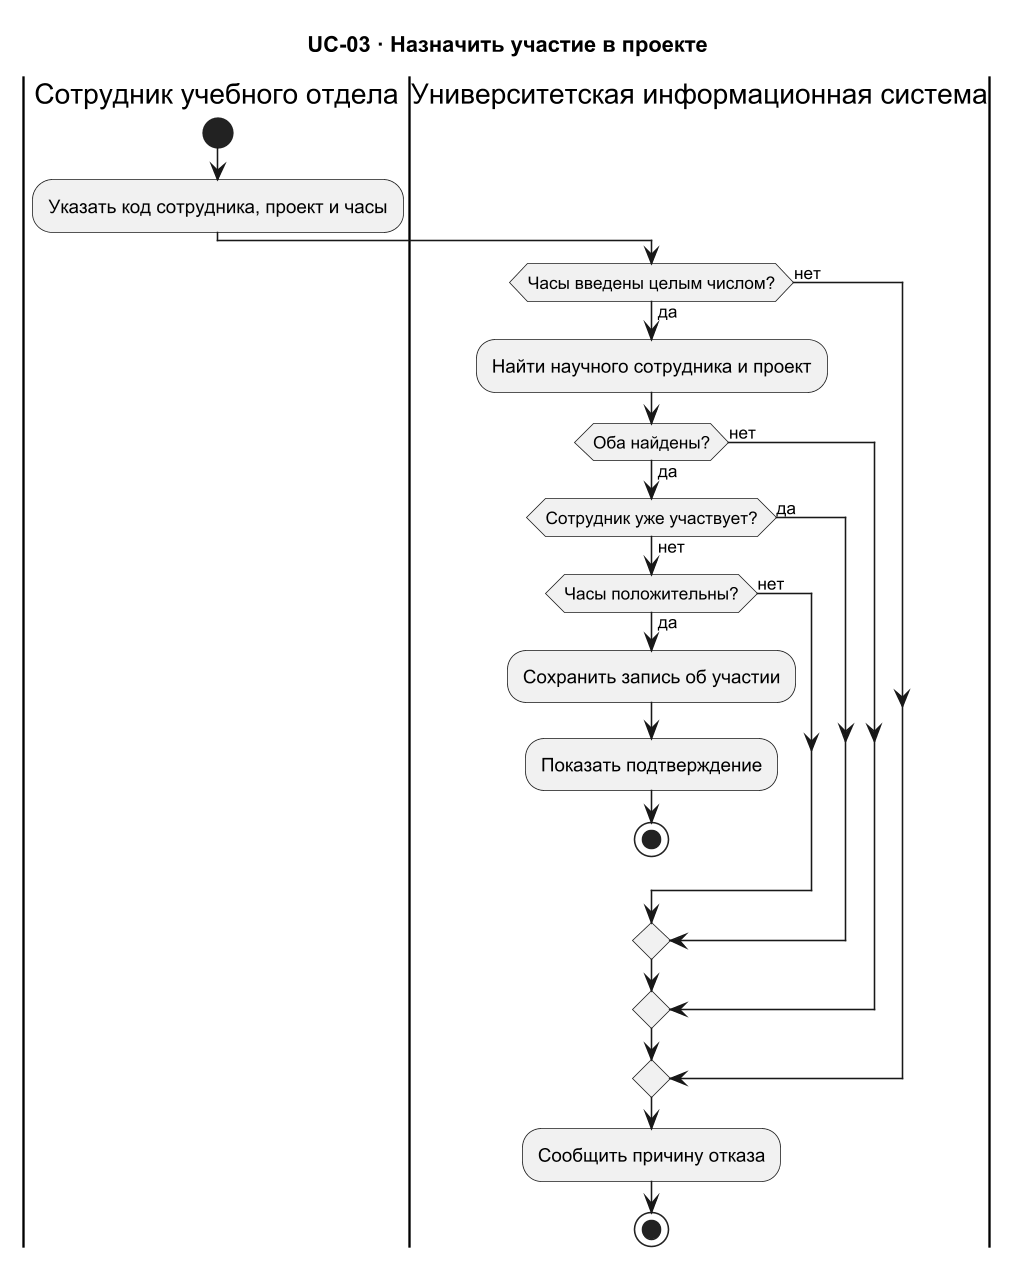 UC-03 · Назначить участие в проекте
Сотрудник учебного отдела
Университетская информационная система
Указать код сотрудника, проект и часы
Часы введены целым числом?
нет
да
Найти научного сотрудника и проект
Оба найдены?
нет
да
Сотрудник уже участвует?
да
нет
Часы положительны?
нет
да
Сохранить запись об участии
Показать подтверждение
Сообщить причину отказа